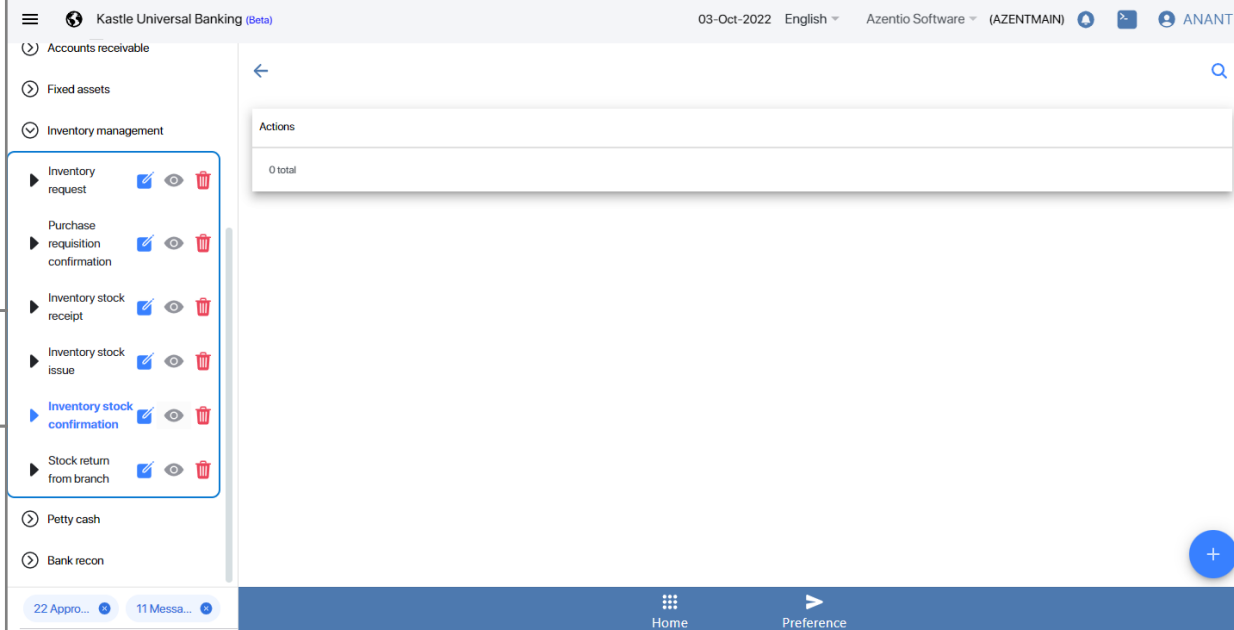 Kastle Universal Banking (Beta)
03-Oct-2022 English Azentio Software (AZENTMAIN) ANANT
Accounts receivable
Fixed assets
Inventory management
Inventory
request
Purchase
requisition
confirmation
Inventory stock
receipt
Inventory stock
issue
Inventory stock
confirmation
Stock return
from branch
Petty cash
Bank recon
22 Appro...
11 Messa...
Actions
0 total
Home
Preference